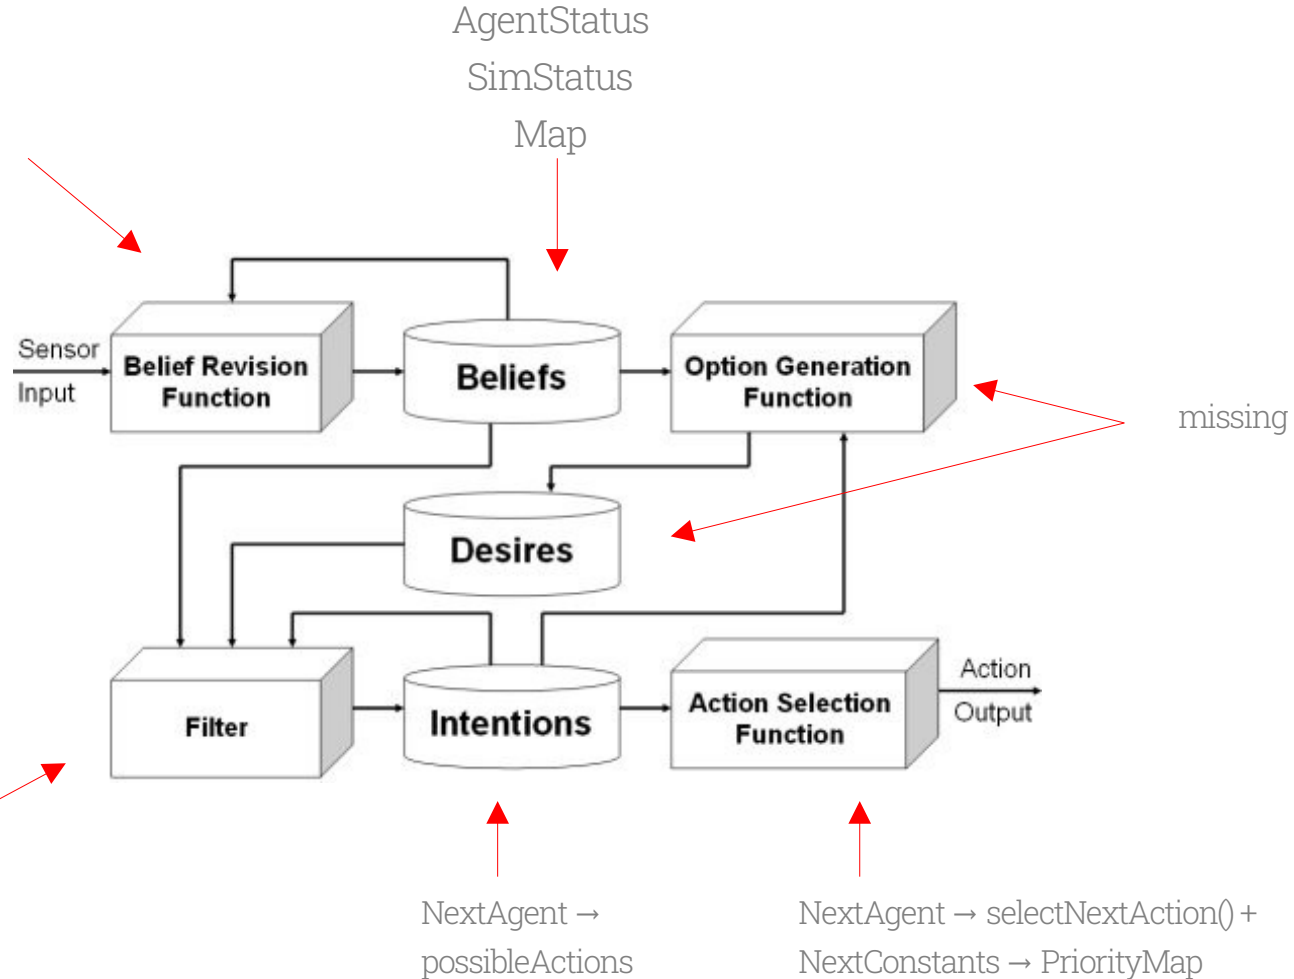 AgentStatus
SimStatus
Map
Sensor
Input
Belief Revision
Function
Beliefs
Option Generation
Function
missing
Desires
Filter
Intentions
Action Selection
Function
Action
Output
NextAgent →
possibleActions
NextAgent → selectNextAction() +
NextConstants → PriorityMap